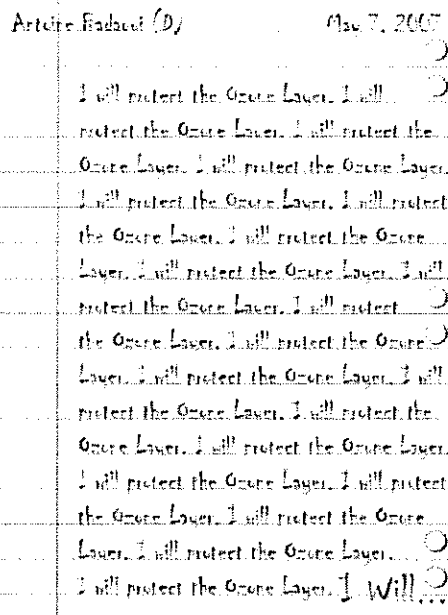 Antoine Fladaoui (D) May 7, 2007
I will protect the Ozone Layer. I will
protect the Ozone Layer. I will protect the
Ozone Layer. I will protect the Ozone Layer.
I will protect the Ozone Layer. I will protect
the Ozone Layer. I will protect the Ozone
Layer. I will protect the Ozone Layer. I will
protect the Ozone Layer. I will protect
the Ozone Layer. I will protect the Ozone
Layer. I will protect the Ozone Layer. I will
protect the Ozone Layer. I will protect the
Ozone Layer. I will protect the Ozone Layer.
I will protect the Ozone Layer. I will protect
the Ozone Layer. I will protect the Ozone
Layer. I will protect the Ozone Layer.
I will protect the Ozone Layer. I Will...